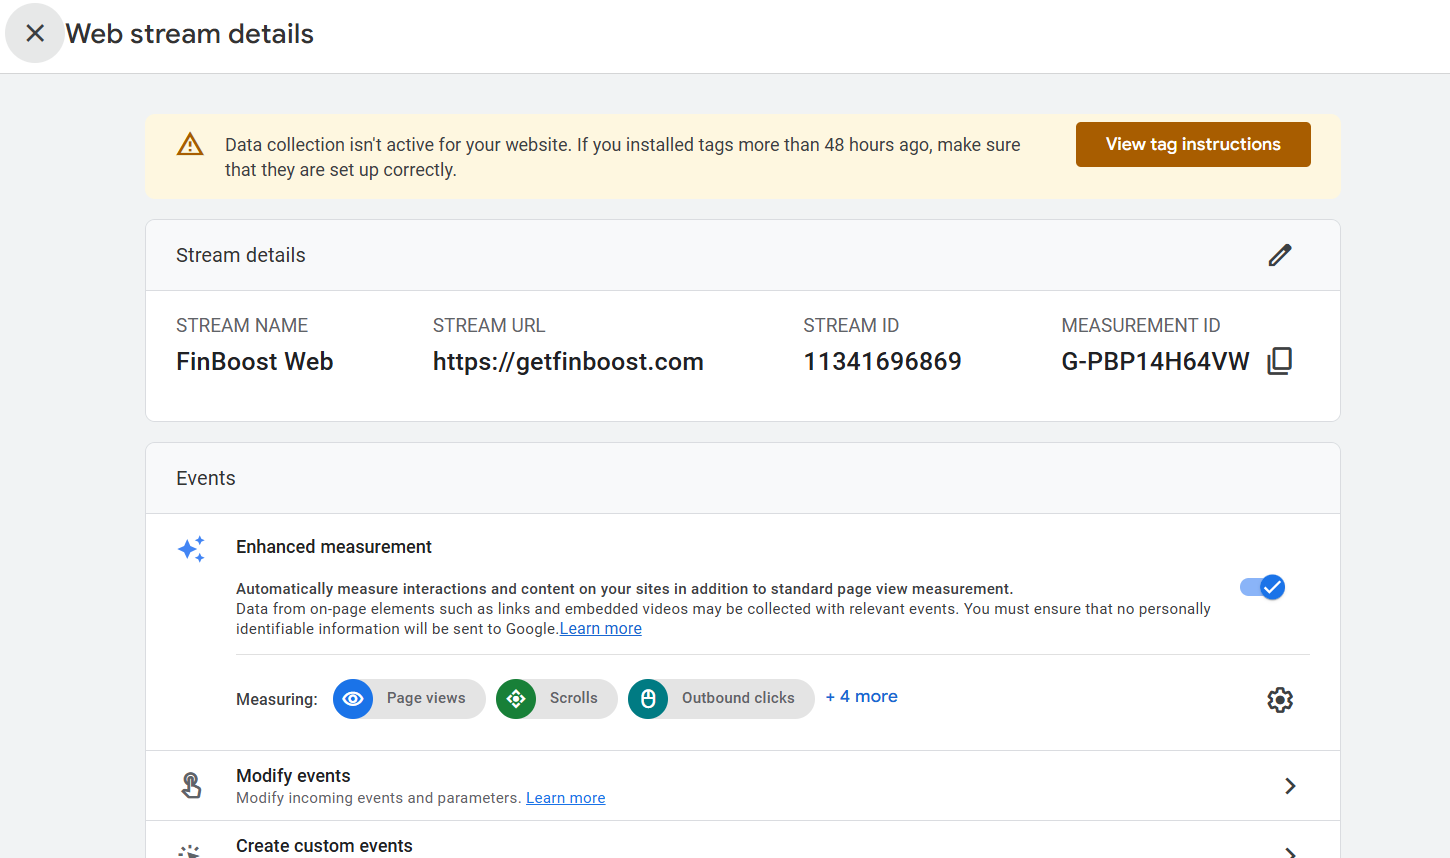 Web stream details
Data collection isn't active for your website. If you installed tags more than 48 hours ago, make sure
that they are set up correctly.
View tag instructions
Stream details
STREAM NAME
FinBoost Web
STREAM URL
https://getfinboost.com
STREAM ID
11341696869
MEASUREMENT ID
G-PBP14H64VW
Events
Enhanced measurement
Automatically measure interactions and content on your sites in addition to standard page view measurement.
Data from on-page elements such as links and embedded videos may be collected with relevant events. You must ensure that no personally
identifiable information will be sent to Google.Learn more
Measuring: Page views Scrolls Outbound clicks + 4 more
Modify events
Modify incoming events and parameters. Learn more
Create custom events